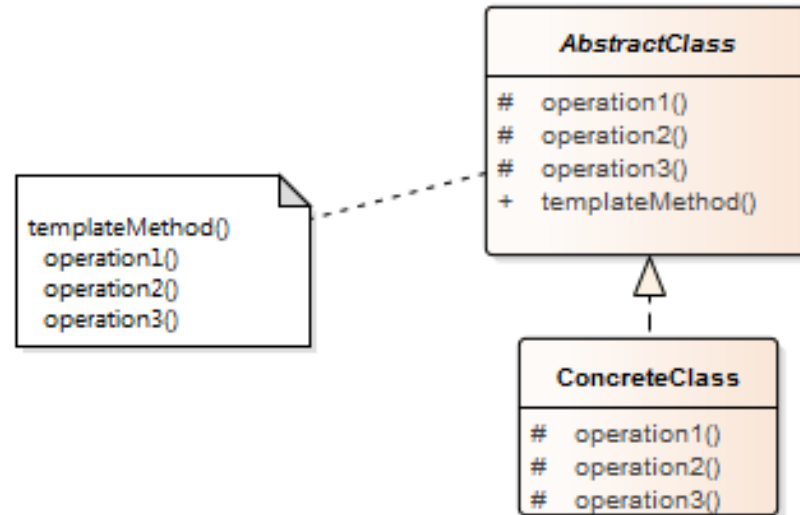 AbstractClass
# operation1()
# operation2()
# operation3()
+ templateMethod()
templateMethod()
operation1()
operation2()
operation3()
ConcreteClass
# operation1()
# operation2()
# operation3()